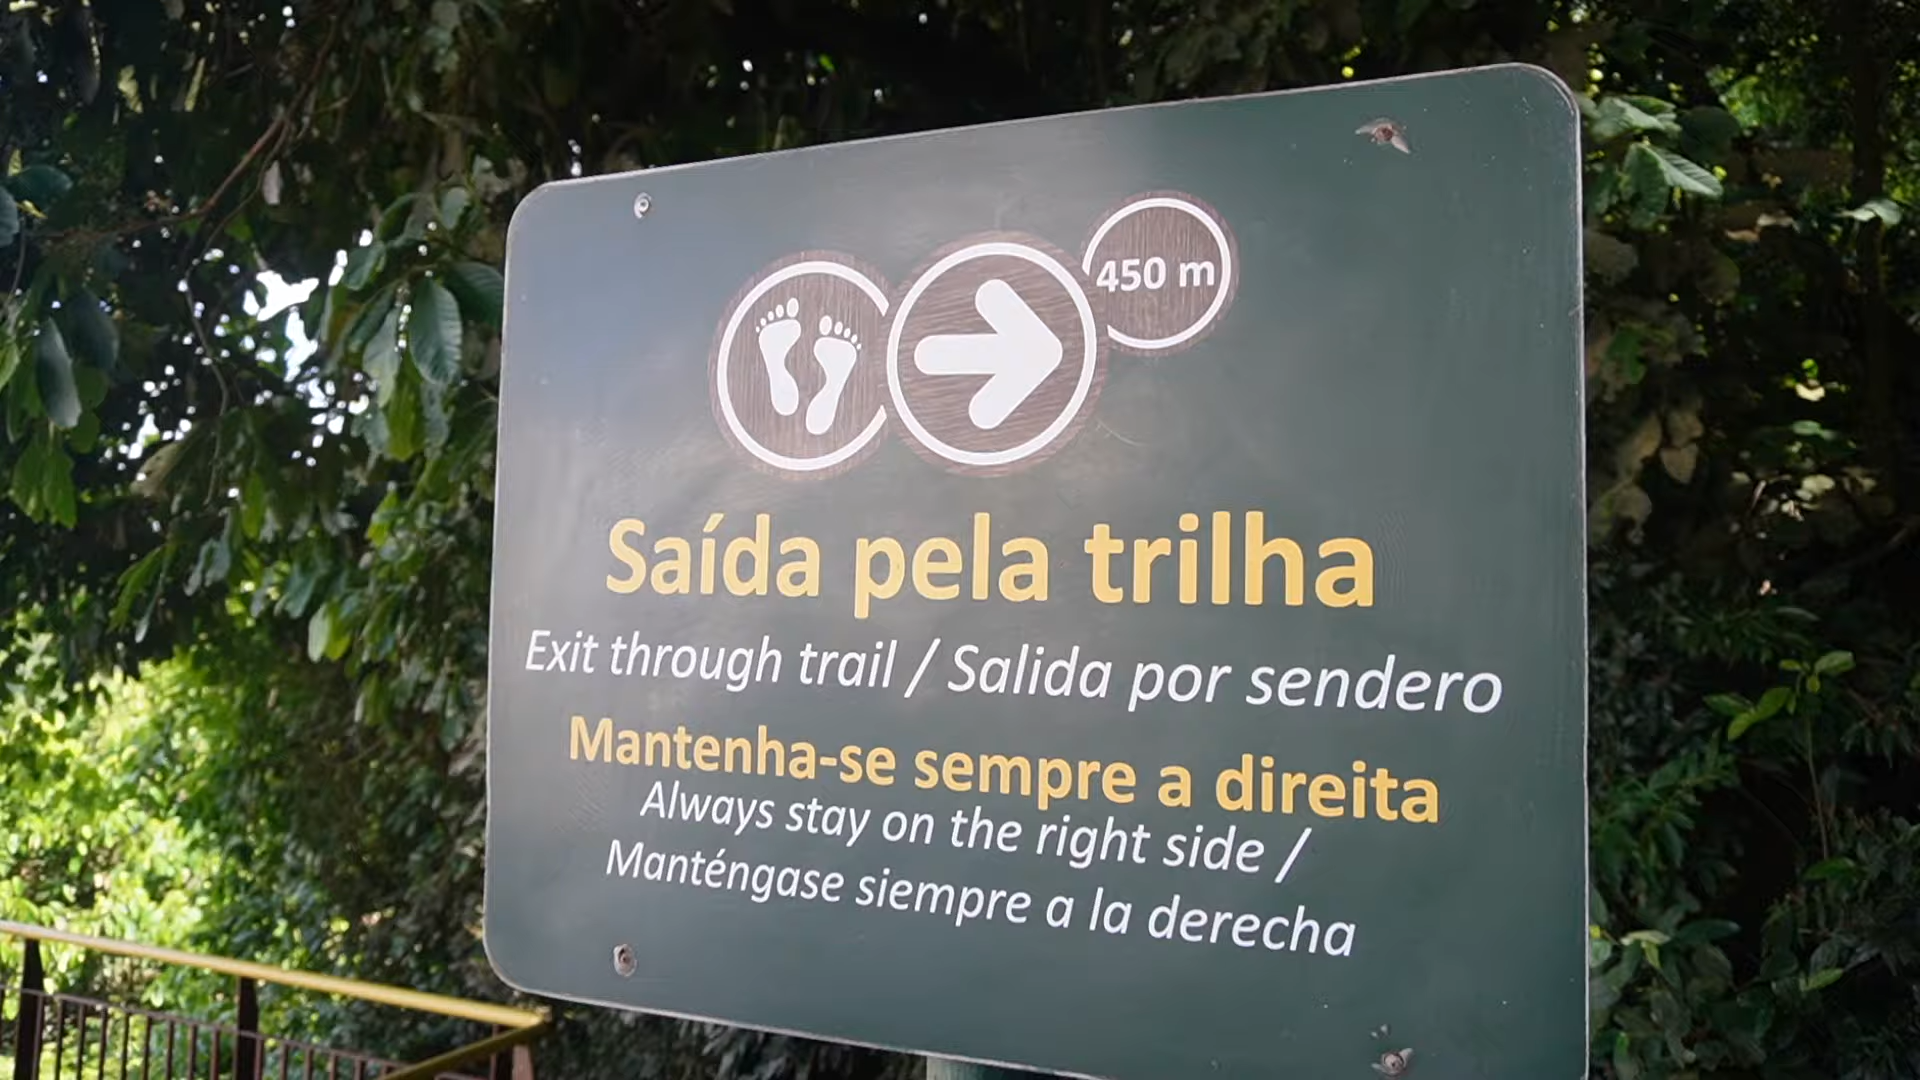 450 m
Saída pela trilha
Exit through trail / Salida por sendero
Mantenha-se sempre a direita
Always stay on the right side /
Manténgase siempre a la derecha